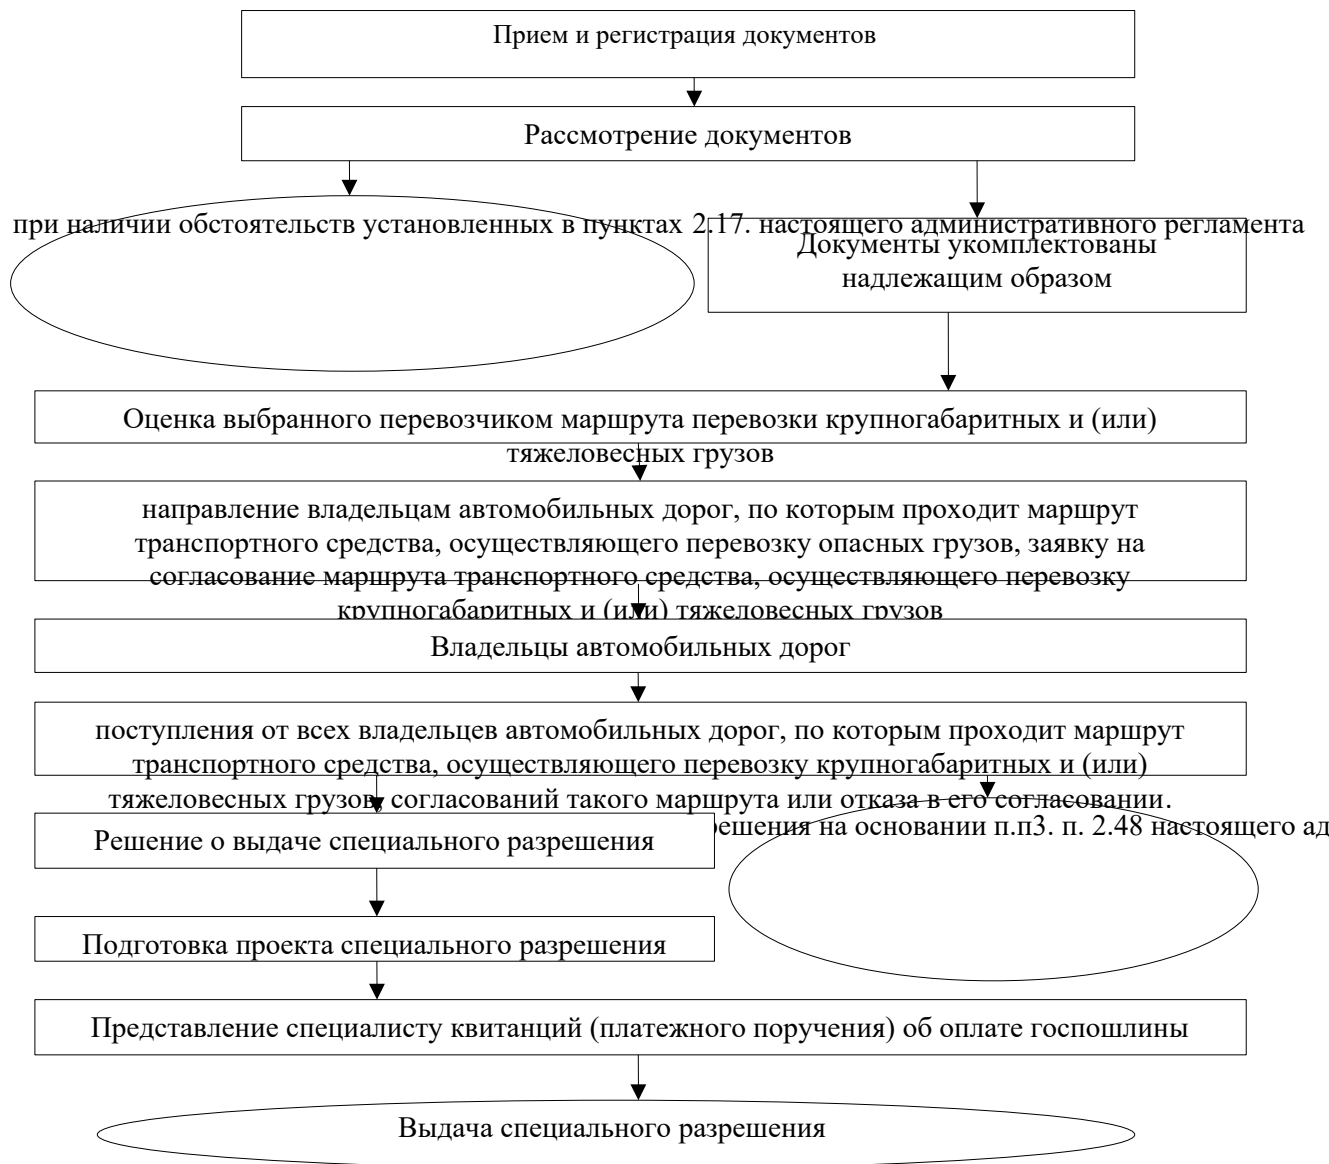 Прием и регистрация документов
Рассмотрение документов
при наличии обстоятельств установленных в пунктах 2.17. настоящего административного регламента
Документы укомплектованы
надлежащим образом
Оценка выбранного перевозчиком маршрута перевозки крупногабаритных и (или)
тяжеловесных грузов
направление владельцам автомобильных дорог, по которым проходит маршрут
транспортного средства, осуществляющего перевозку опасных грузов, заявку на
согласование маршрута транспортного средства, осуществляющего перевозку
крупногабаритных и (или) тяжеловесных грузов
Владельцы автомобильных дорог
поступления от всех владельцев автомобильных дорог, по которым проходит маршрут
транспортного средства, осуществляющего перевозку крупногабаритных и (или)
тяжеловесных грузов, согласований такого маршрута или отказа в его согласовании.
на основании п.п3. п. 2.48 настоящего
Решение о выдаче специального разрешения
Подготовка проекта специального разрешения
Представление специалисту квитанций (платежного поручения) об оплате госпошлины
Выдача специального разрешения